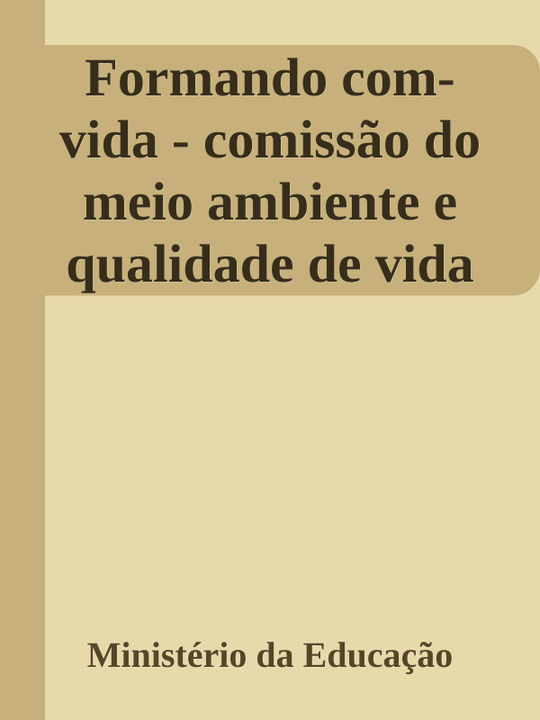 Formando com-
vida - comissão do
meio ambiente e
qualidade de vida
Ministério da Educação